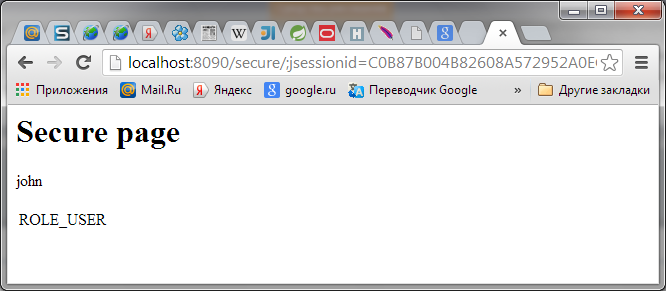 localhost:8090/secure/;jsessionid=C0B87B004B82608A572952A0E
Приложения Mail.Ru Яндекс google.ru Переводчик Google » Другие закладки
Secure page
john
ROLE_USER